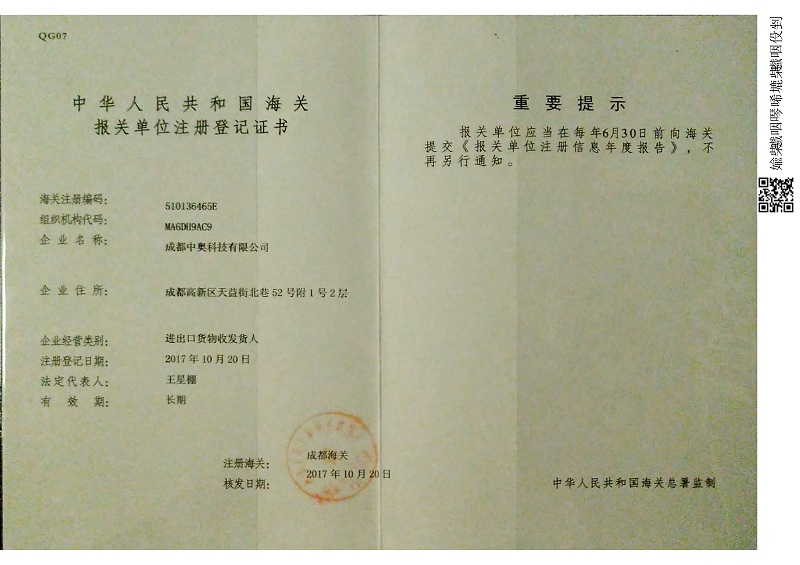 QG07
中华人民共和国海关
报关单位注册登记证书
海关注册编码： 510136465E
组织机构代码： MA6DH9AC9
企业名称： 成都中奥科技有限公司
企业住所： 成都高新区天益街北巷52号附1号2层
企业经营类别： 进出口货物收发货人
注册登记日期： 2017年10月20日
法定代表人： 王星棚
有效期： 长期
注册海关： 成都海关
核发日期： 2017年10月20日
重要提示
报关单位应当在每年6月30日前向海关
提交《报关单位注册信息年度报告》，不
再另行通知。
中华人民共和国海关总署监制